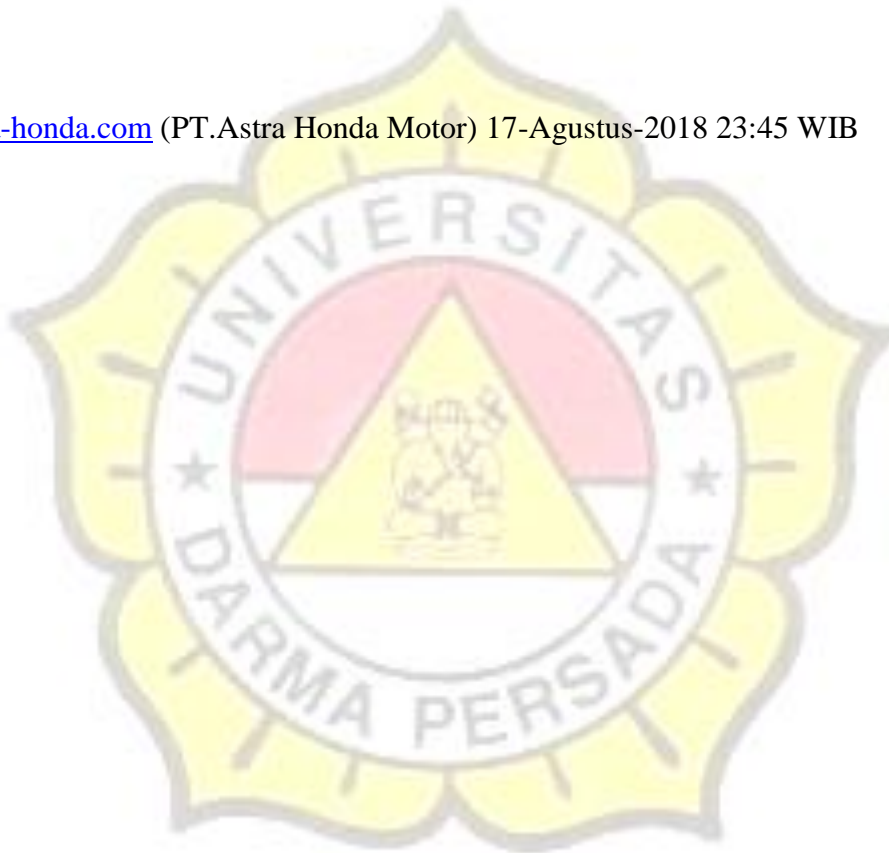 -honda.com (PT.Astra Honda Motor) 17-Agustus-2018 23:45 WIB
UNIVERSITAS
★ DARMA PERSADA ★